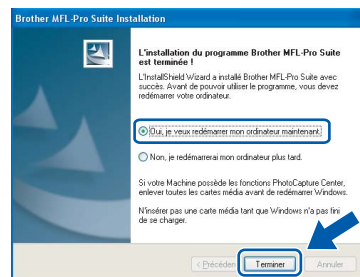 Brother MFL-Pro Suite Installation
L'installation du programme Brother MFL-Pro Suite
est terminée !
L'InstallShield Wizard a installé Brother MFL-Pro Suite avec
succès. Avant de pouvoir utiliser le programme, vous devez
redémarrer votre ordinateur.
Oui, je veux redémarrer mon ordinateur maintenant.
Non, je redémarrerai mon ordinateur plus tard.
Si votre Machine possède les fonctions PhotoCapture Center,
enlever toutes les cartes média avant de redémarrer Windows.
N'insérer pas une carte média tant que Windows n'a pas fini
de se charger.
< Précéden
Terminer
Annuler